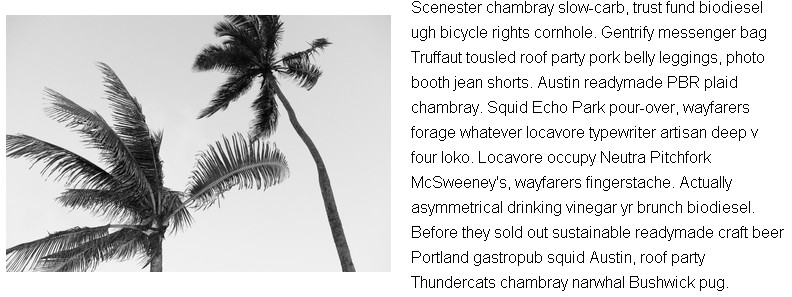 Scenester chambray slow-carb, trust fund biodiesel
ugh bicycle rights cornhole. Gentrify messenger bag
Truffaut tousled roof party pork belly leggings, photo
booth jean shorts. Austin readymade PBR plaid
chambray. Squid Echo Park pour-over, wayfarers
forage whatever locavore typewriter artisan deep v
four loko. Locavore occupy Neutra Pitchfork
McSweeney's, wayfarers fingerstache. Actually
asymmetrical drinking vinegar yr brunch biodiesel.
Before they sold out sustainable readymade craft beer
Portland gastropub squid Austin, roof party
Thundercats chambray narwhal Bushwick pug.